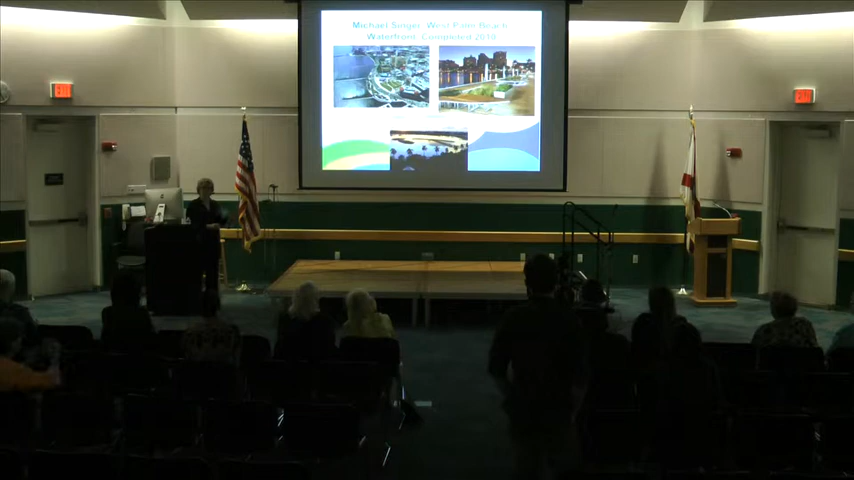 Michael Singer, West Palm Beach
Waterfront, Completed 2010
EXIT
EXIT